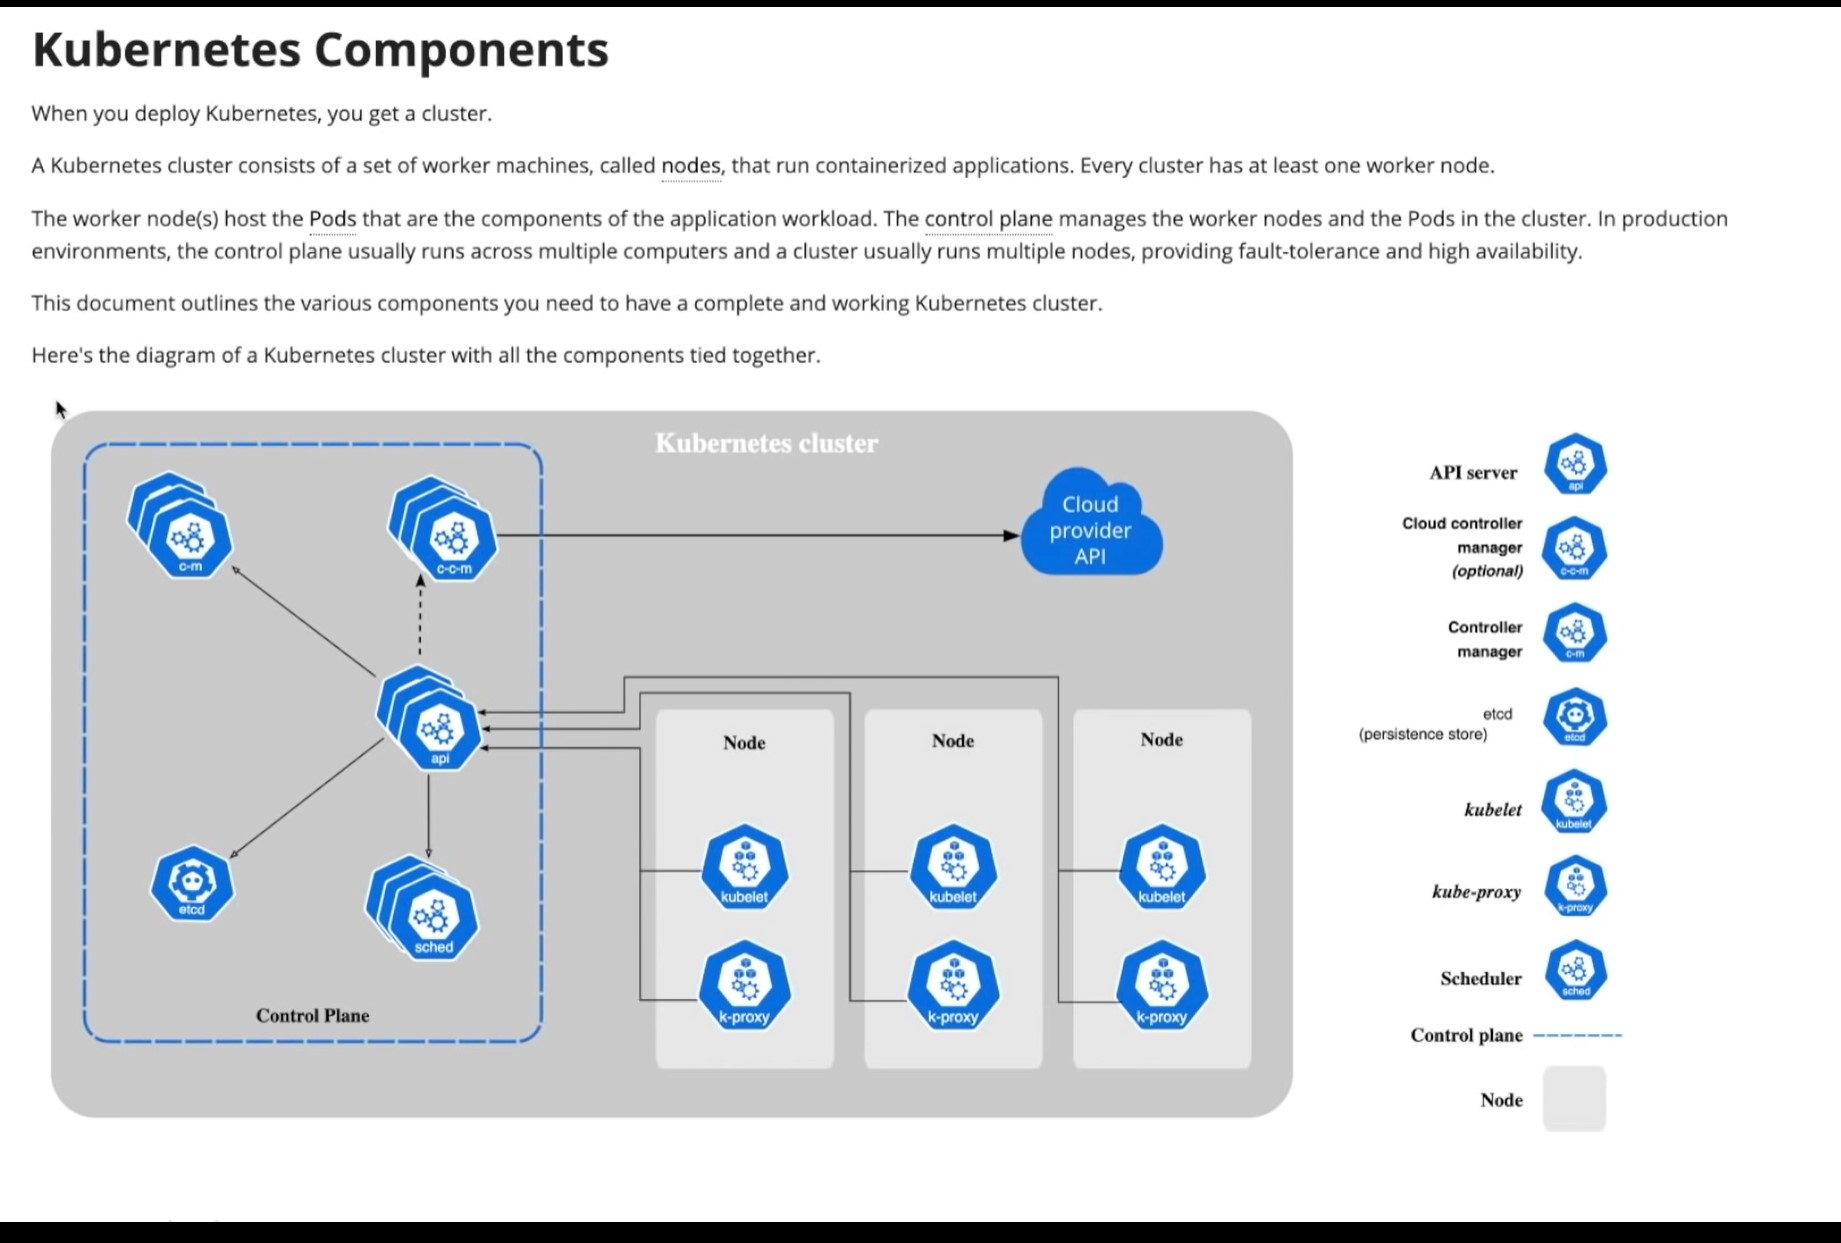 Kubernetes Components
When you deploy Kubernetes, you get a cluster.
A Kubernetes cluster consists of a set of worker machines, called nodes, that run containerized applications. Every cluster has at least one worker node.
The worker node(s) host the Pods that are the components of the application workload. The control plane manages the worker nodes and the Pods in the cluster. In production
environments, the control plane usually runs across multiple computers and a cluster usually runs multiple nodes, providing fault-tolerance and high availability.
This document outlines the various components you need to have a complete and working Kubernetes cluster.
Here's the diagram of a Kubernetes cluster with all the components tied together.
Kubernetes cluster
c-m
c-c-m
Cloud
provider
API
api
etcd
sched
Control Plane
Node
kubelet
k-proxy
Node
kubelet
k-proxy
Node
kubelet
k-proxy
API server
api
Cloud controller
manager
(optional)
c-c-m
Controller
manager
c-m
etcd
(persistence store)
etcd
kubelet
kubelet
kube-proxy
k-proxy
Scheduler
sched
Control plane
Node